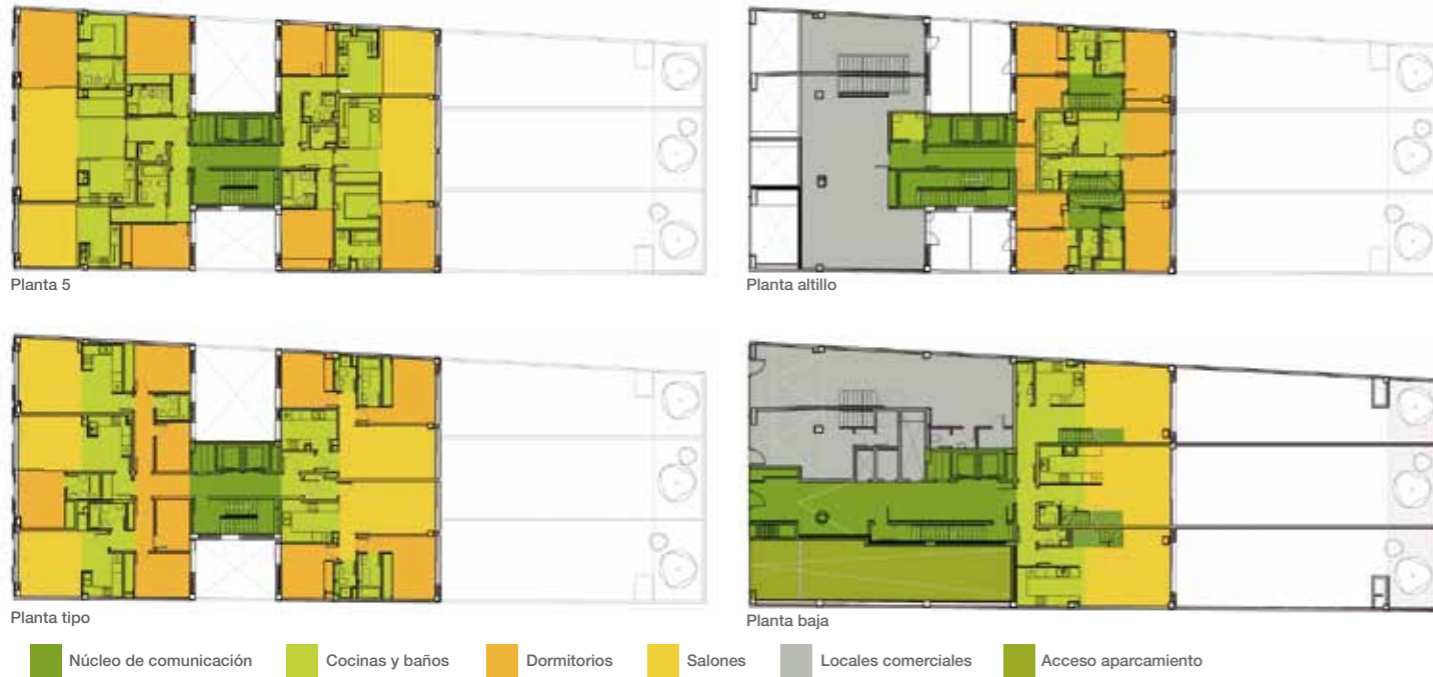 Planta 5
Planta altillo
Planta tipo
Planta baja
Núcleo de comunicación
Cocinas y baños
Dormitorios
Salones
Locales comerciales
Acceso aparcamiento